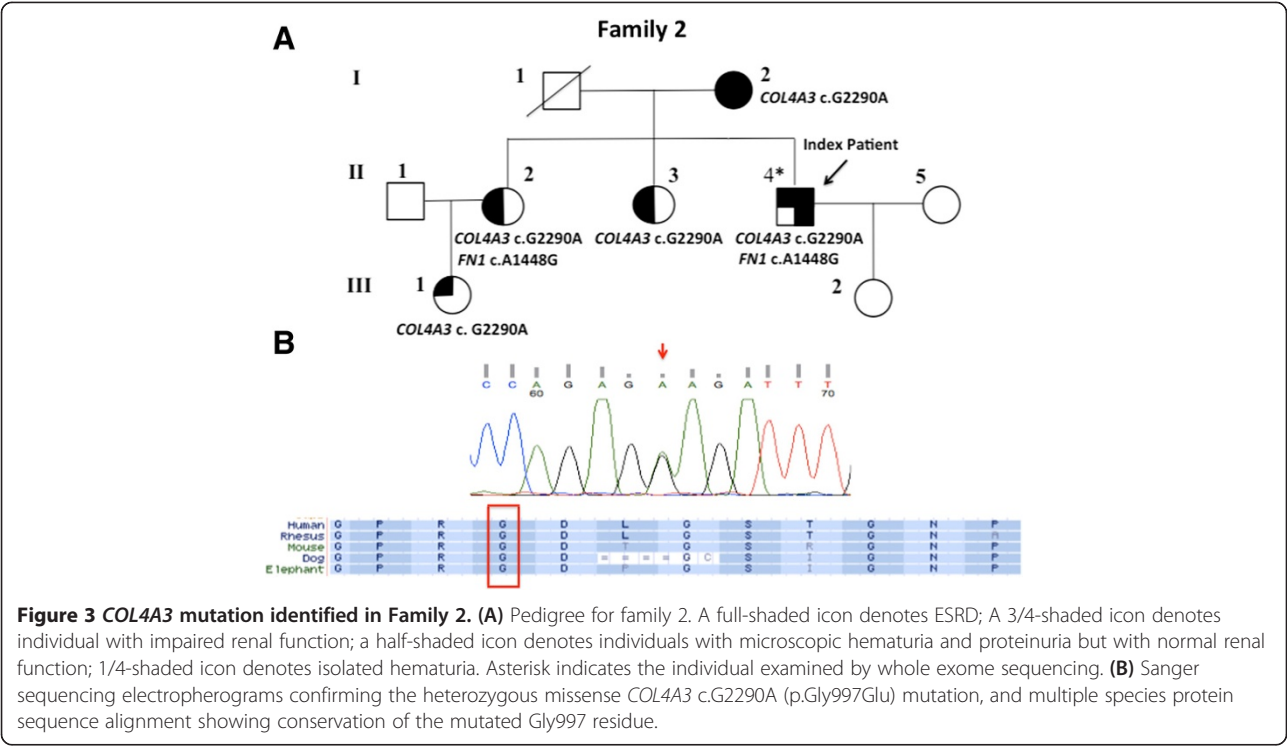 A
Family 2
I
1
2
COL4A3 c.G2290A
Index Patient
II
1
2
3
4*
5
COL4A3 c.G2290A
FN1 c.A1448G
COL4A3 c.G2290A
COL4A3 c.G2290A
FN1 c.A1448G
III
1
2
COL4A3 c. G2290A
B
C C A G A G A A G A T T T
60 70
Human G P R G D L G S T G N P
Rhesus G P R G D L G S T G N A
Mouse G P R G D T G S R G N P
Dog G P R G D = = = = G C S I G N P
Elephant G P R G D P G S I G N P
Figure 3 COL4A3 mutation identified in Family 2. (A) Pedigree for family 2. A full-shaded icon denotes ESRD; A 3/4-shaded icon denotes
individual with impaired renal function; a half-shaded icon denotes individuals with microscopic hematuria and proteinuria but with normal renal
function; 1/4-shaded icon denotes isolated hematuria. Asterisk indicates the individual examined by whole exome sequencing. (B) Sanger
sequencing electropherograms confirming the heterozygous missense COL4A3 c.G2290A (p.Gly997Glu) mutation, and multiple species protein
sequence alignment showing conservation of the mutated Gly997 residue.